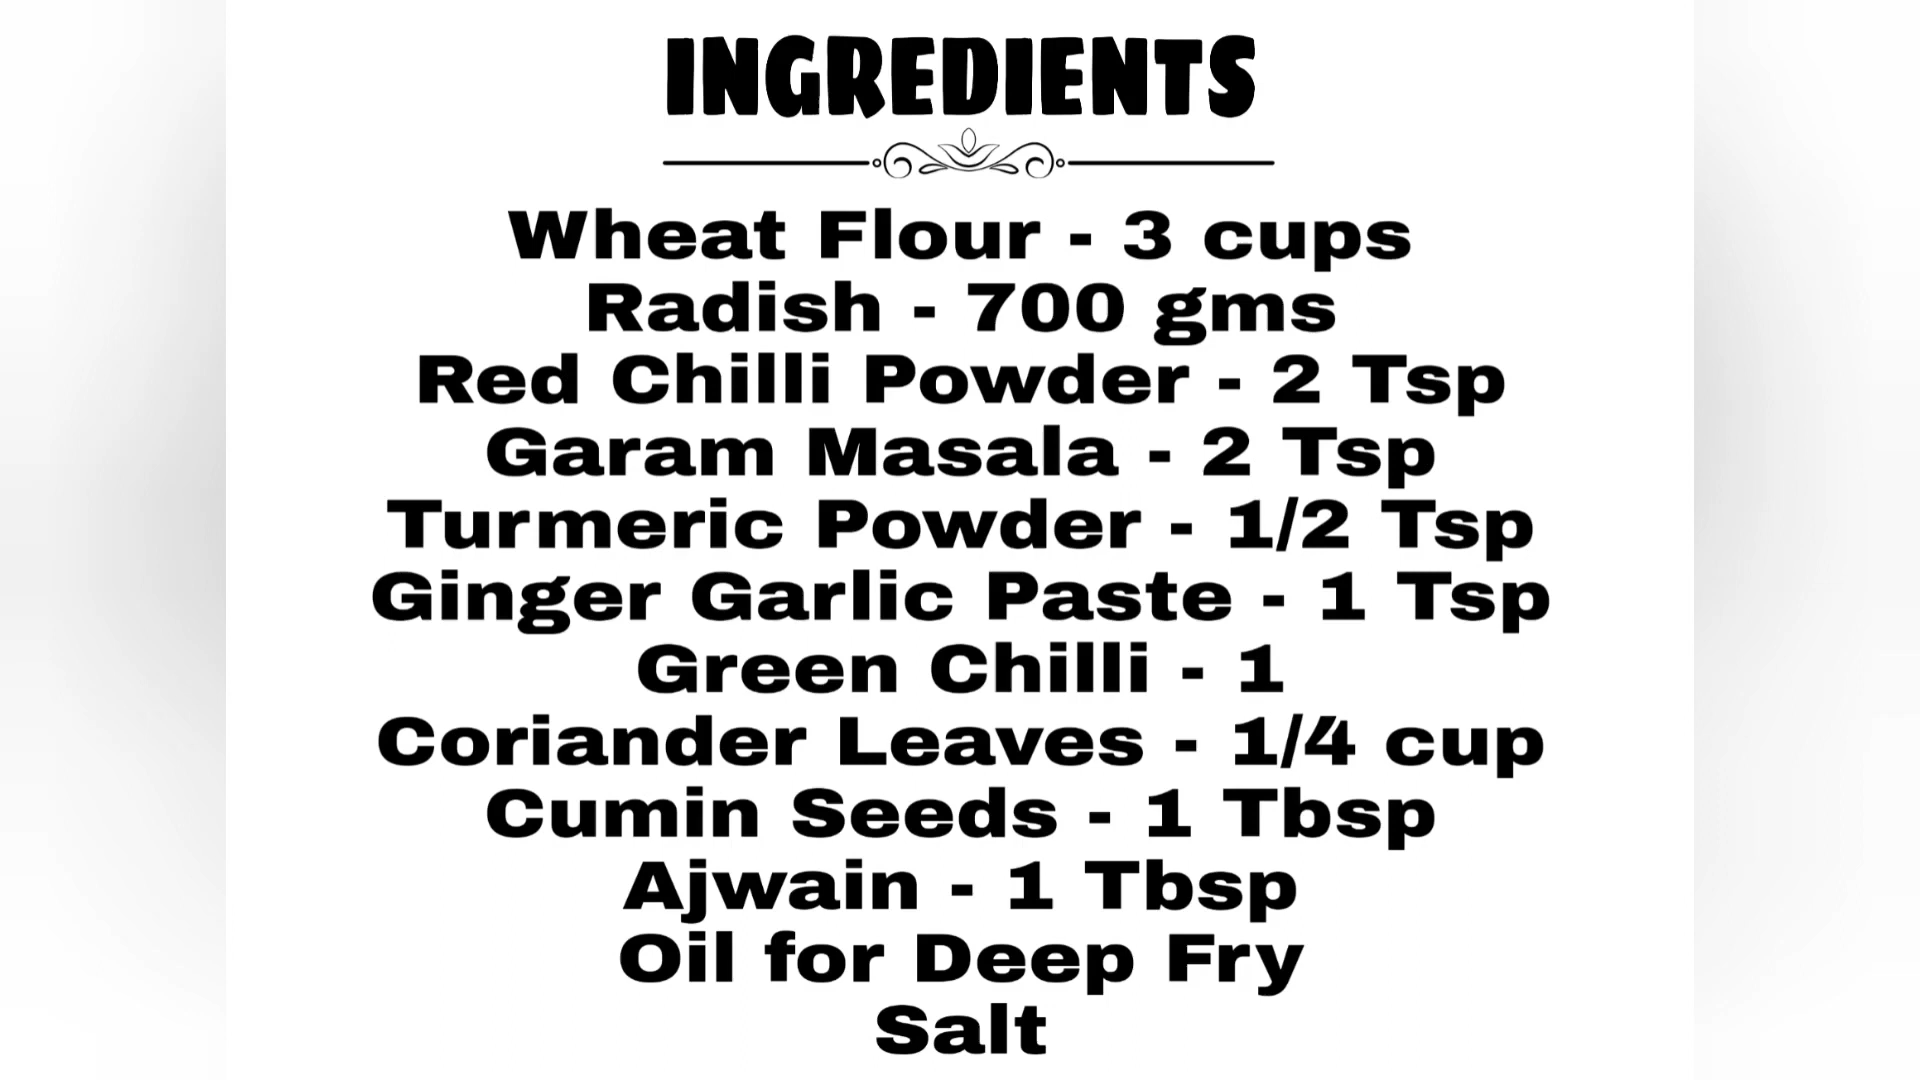 INGREDIENTS
Wheat Flour - 3 cups
Radish - 700 gms
Red Chilli Powder - 2 Tsp
Garam Masala - 2 Tsp
Turmeric Powder - 1/2 Tsp
Ginger Garlic Paste - 1 Tsp
Green Chilli - 1
Coriander Leaves - 1/4 cup
Cumin Seeds - 1 Tbsp
Ajwain - 1 Tbsp
Oil for Deep Fry
Salt